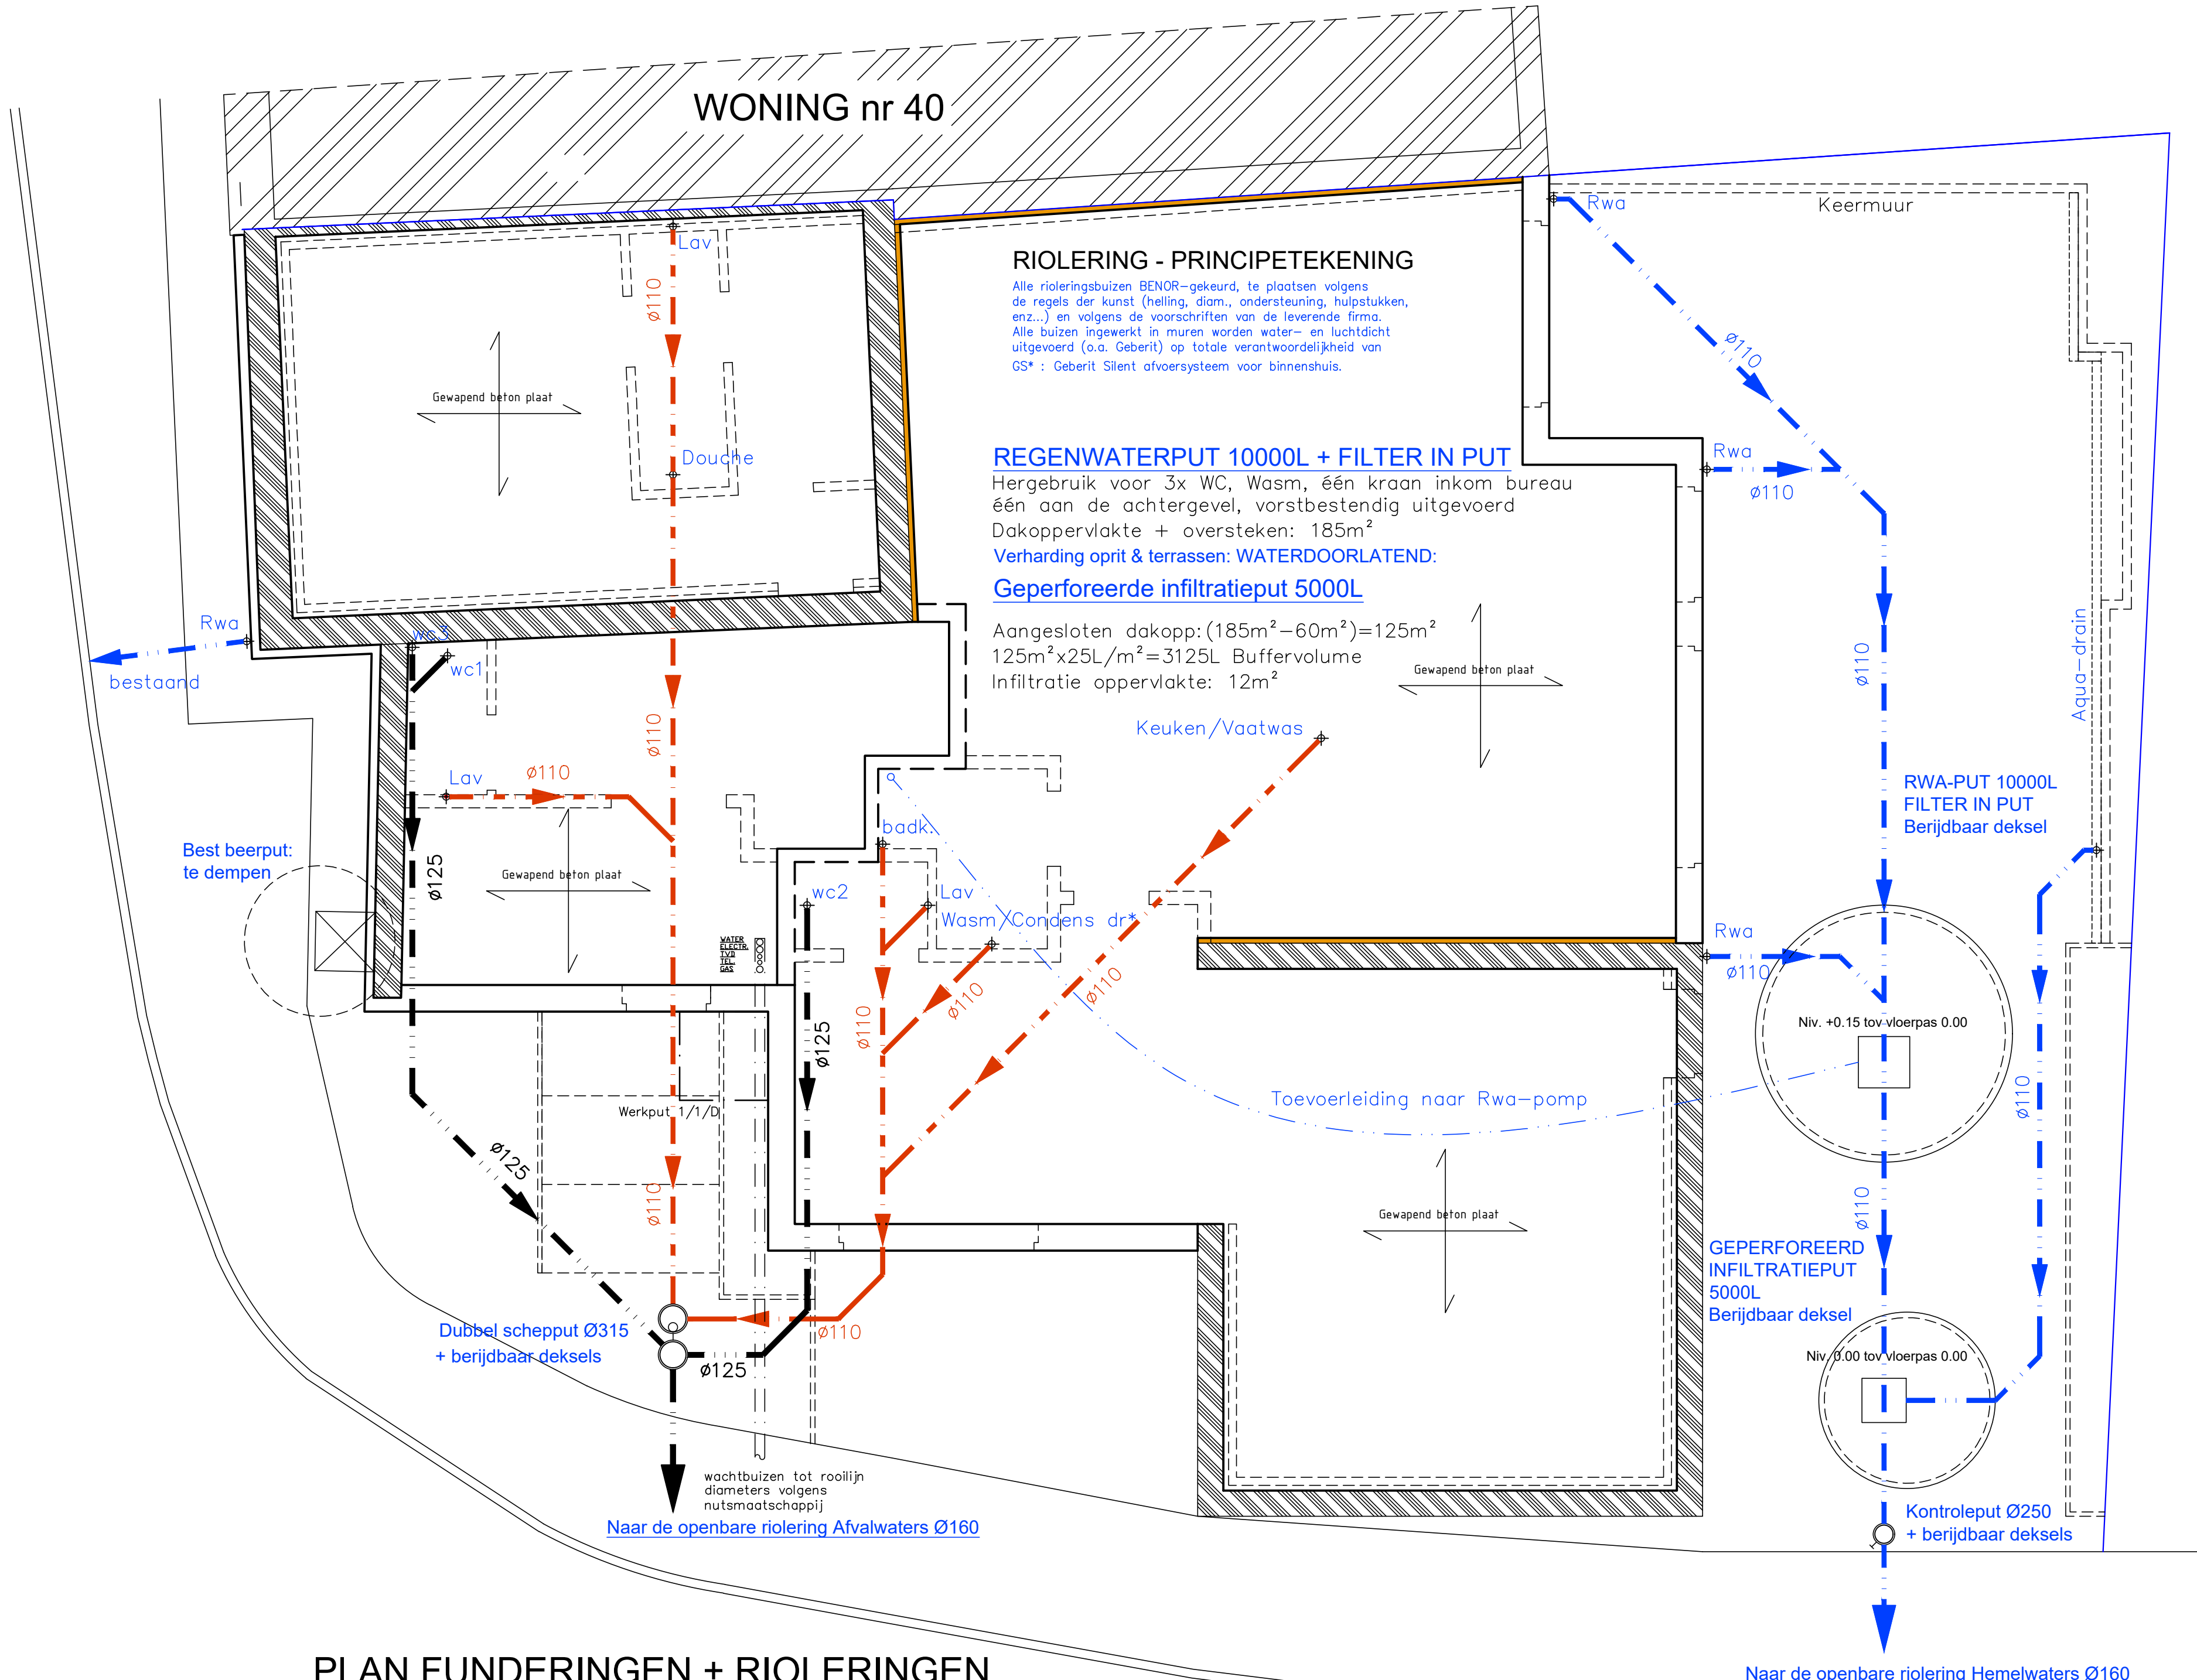 WONING nr 40
Rwa
Keermuur
Lav
ø110
RIOLERING - PRINCIPETEKENING
Alle rioleringsbuizen BENOR-gekeurd, te plaatsen volgens
de regels der kunst (helling, diam., ondersteuning, hulpstukken,
enz...) en volgens de voorschriften van de leverende firma.
Alle buizen ingewerkt in muren worden water- en luchtdicht
uitgevoerd (o.a. Geberit) op totale verantwoordelijkheid van
GS* : Geberit Silent afvoersysteem voor binnenshuis.
ø110
Gewapend beton plaat
Douche
REGENWATERPUT 10000L + FILTER IN PUT
Hergebruik voor 3x WC, Wasm, één kraan inkom bureau
één aan de achtergevel, vorstbestendig uitgevoerd
Dakoppervlakte + oversteken: 185m²
Verharding oprit & terrassen: WATERDOORLATEND:
Geperforeerde infiltratieput 5000L
Aangesloten dakopp:(185m²-60m²)=125m²
125m²x25L/m²=3125L Buffervolume
Infiltratie oppervlakte: 12m²
Rwa
ø110
Rwa
bestaand
wc3
wc1
Gewapend beton plaat
ø110
Aqua-drain
Keuken/Vaatwas
ø110
Lav
ø110
RWA-PUT 10000L
FILTER IN PUT
Berijdbaar deksel
Best beerput:
te dempen
ø125
Gewapend beton plaat
badk.
wc2
Lav
Wasm/Condens dr*
WATER
ELECTR.
TVD
TEL
GAS
Rwa
ø110
ø110
ø110
ø110
ø125
Niv. +0.15 tov vloerpas 0.00
Werkput 1/1/D
Toevoerleiding naar Rwa-pomp
ø110
ø125
ø110
Gewapend beton plaat
ø110
GEPERFOREERD
INFILTRATIEPUT
5000L
Berijdbaar deksel
Dubbel schepput Ø315
+ berijdbaar deksels
ø110
ø125
Niv. 0.00 tov vloerpas 0.00
wachtbuizen tot rooilijn
diameters volgens
nutsmaatschappij
Naar de openbare riolering Afvalwaters Ø160
Kontroleput Ø250
+ berijdbaar deksels
PLAN FUNDERINGEN + RIOLERINGEN
Naar de openbare riolering Hemelwaters Ø160